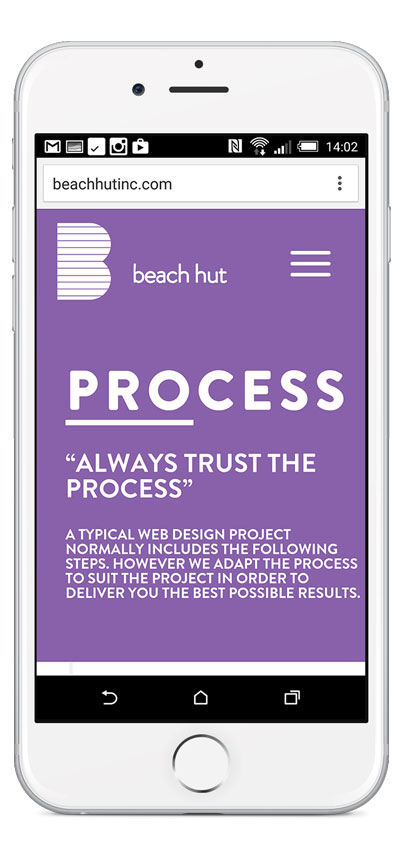 14:02
beachhutinc.com
beach hut
PROCESS
“ALWAYS TRUST THE
PROCESS”
A TYPICAL WEB DESIGN PROJECT
NORMALLY INCLUDES THE FOLLOWING
STEPS. HOWEVER WE ADAPT THE PROCESS
TO SUIT THE PROJECT IN ORDER TO
DELIVER YOU THE BEST POSSIBLE RESULTS.